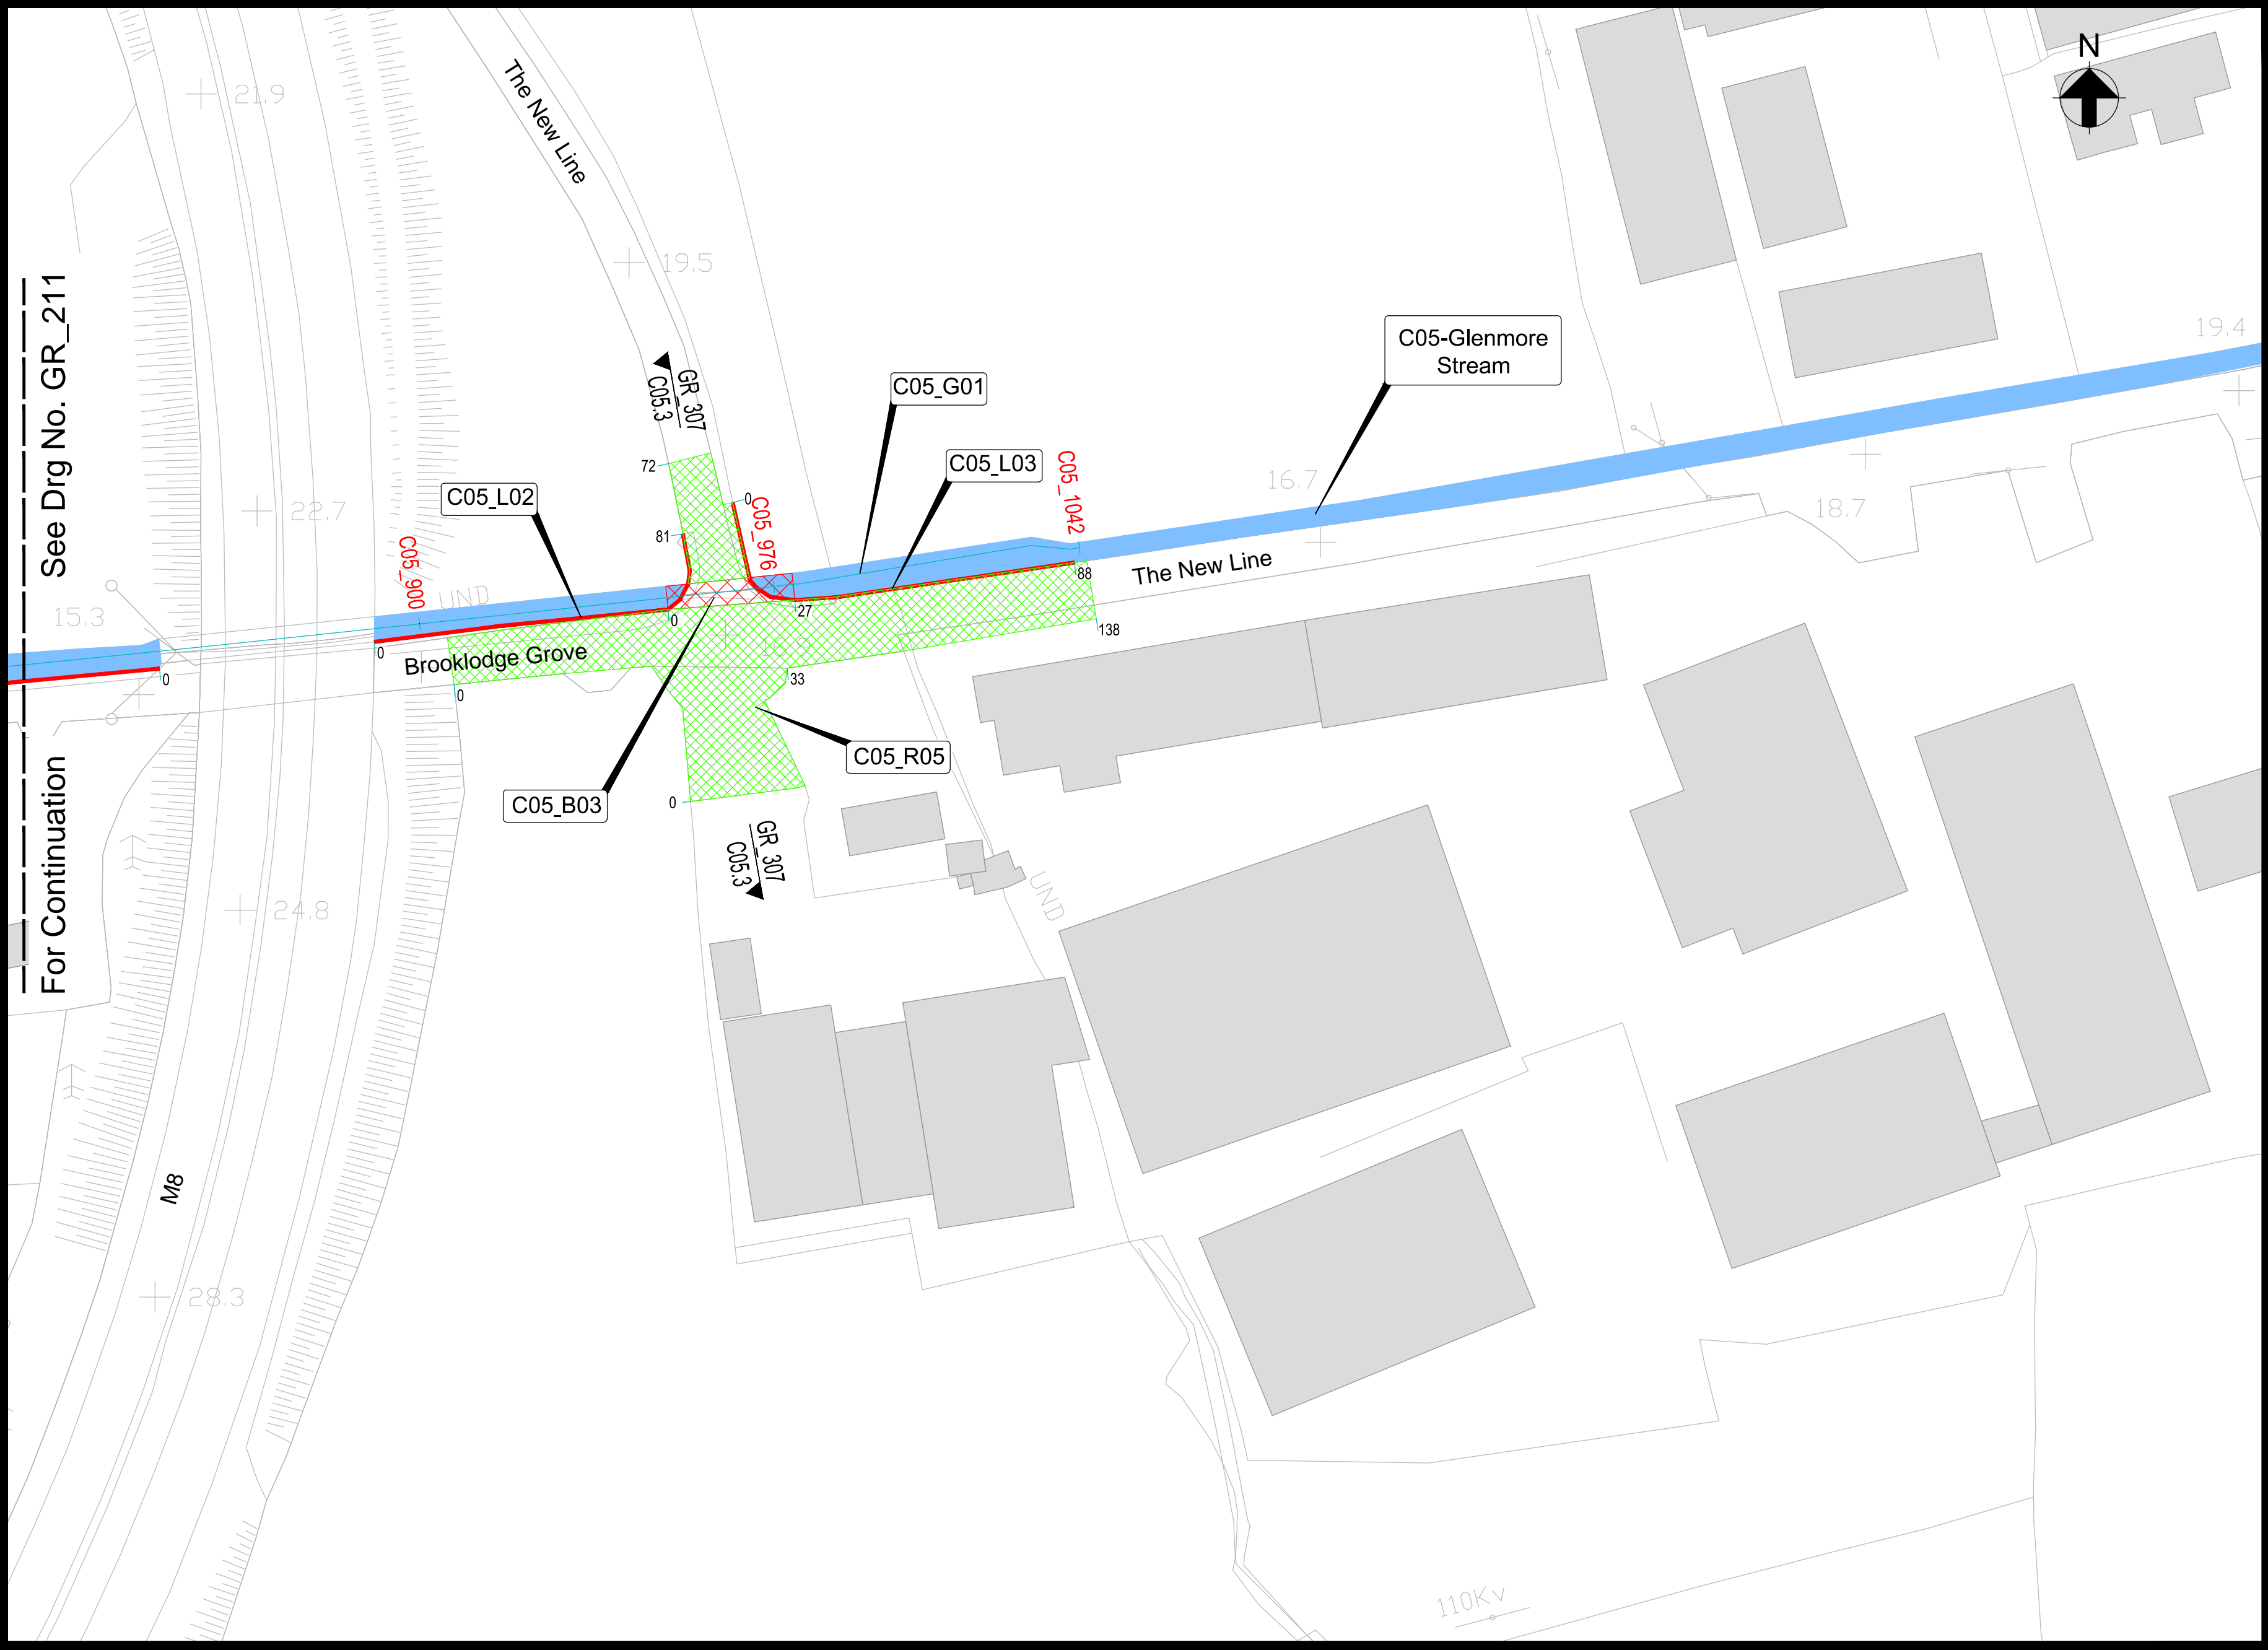 N
21.9
The New Line
19.5
See Drg No. GR_211
For Continuation
19.4
C05-Glenmore
Stream
GR_307
C05.3
C05_G01
C05_L03
C05_L02
72
0
81
C05_976
C05_1042
16.7
18.7
22.7
C05_900
UND
15.3
The New Line
88
27
0
138
0
Brooklodge Grove
0
0
33
C05_R05
C05_B03
0
GR_307
C05.3
UND
24.8
M8
28.3
110Kv